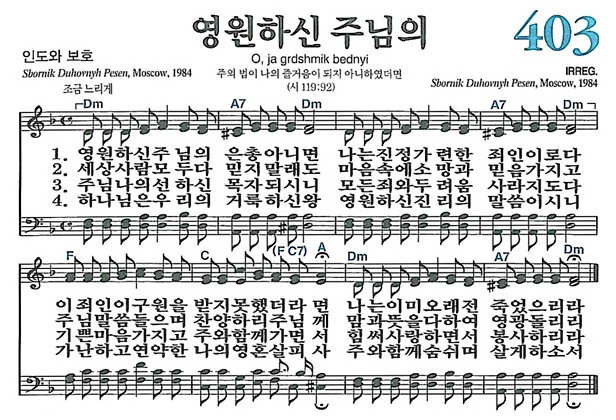 영원하신 주님의
403
인도와 보호
O, ja grdshmik bednyi
IRREG.
Sbornik Duhovnyh Pesen, Moscow, 1984
주의 법이 나의 즐거움이 되지 아니하였더면
Sbornik Duhovnyh Pesen, Moscow, 1984
조금 느리게
(시 119:92)
Dm A7 Dm A7 Dm
1. 영원하신주 님의 은총아니면 나는진정가 련한 죄인이로다
2. 세상사람모 두다 믿지말래도 마음속에소 망과 믿음가지고
3. 주님나의선 하신 목자되시니 모든죄와두 려움 사라지도다
4. 하나님은우 리의 거룩하신왕 영원하신진 리의 말씀이시니
F C (F C7) A Dm A7 Dm
이죄인이구원을 받지못했더라 면 나는이미오래전 죽었으리라
주님말씀들으며 찬양하리주님 께 맘과뜻을다하여 영광돌리리
기쁜마음가지고 주와함께가면 서 힘써사랑하면서 봉사하리라
가난하고연약한 나의영혼살피 사 주와함께숨쉬며 살게하소서